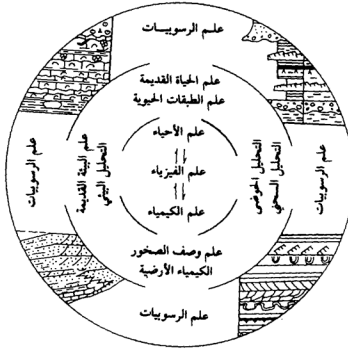 علم الرسوبيات
علم الحياة القديمة
علم الطبقات الحيوية
علم الأحياء
علم الفيزياء
علم الكيمياء
التحليل الحوضي
التحليل السحني
علم الرسوبيات
علم البيئة القديمة
التحليل البيئي
علم الرسوبيات
علم وصف الصخور
الكيمياء الأرضية
علم الرسوبيات